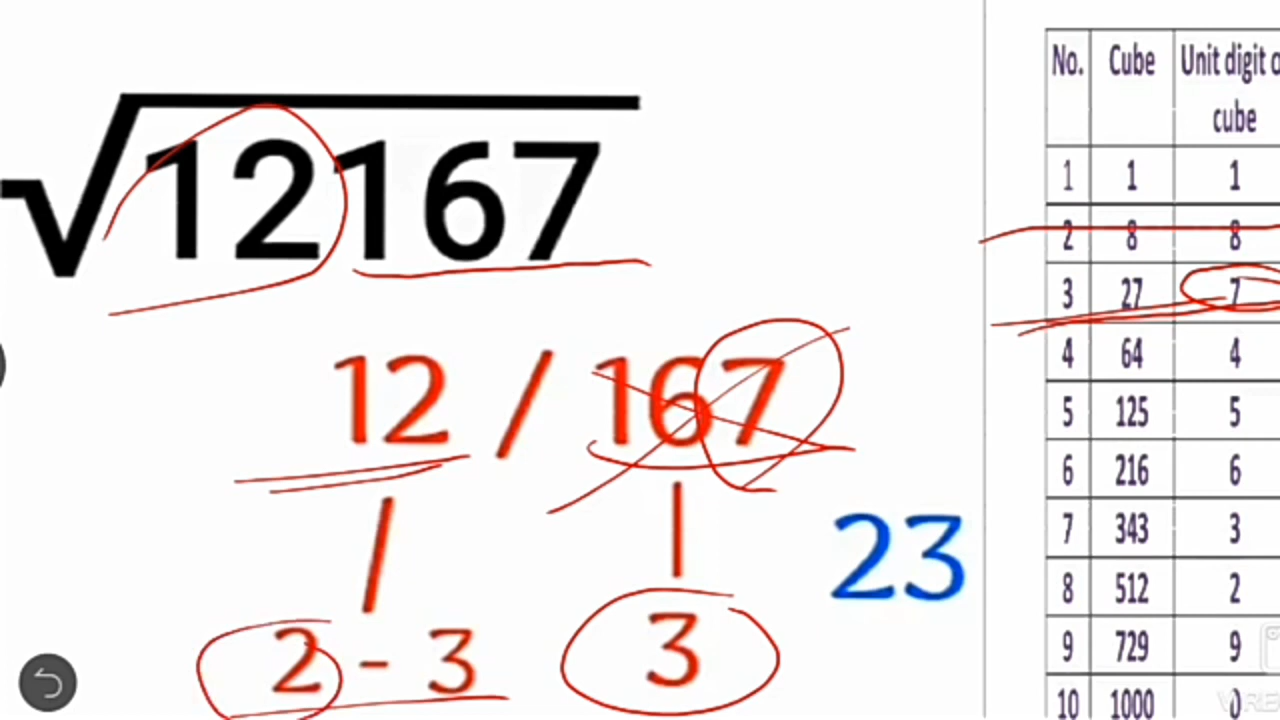 √12167
12 / 167
2 - 3
3
23
No. Cube Unit digit
cube
1 1 1
2 8 8
3 27 7
4 64 4
5 125 5
6 216 6
7 343 3
8 512 2
9 729 9
10 1000 0